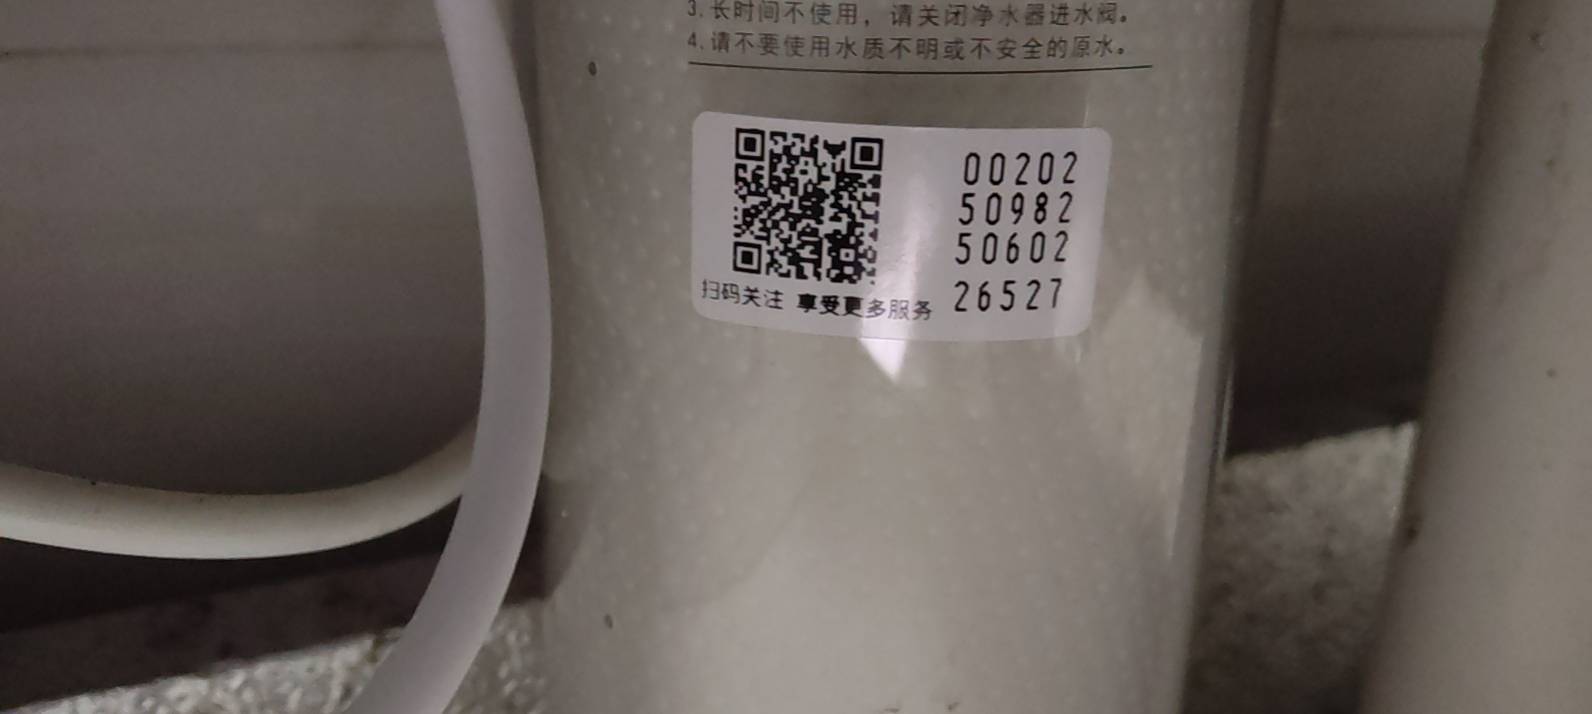 3.长时间不使用，请关闭净水器进水阀。
4.请不要使用水质不明或不安全的原水。
00202
50982
50602
26527
扫码关注 享受更多服务